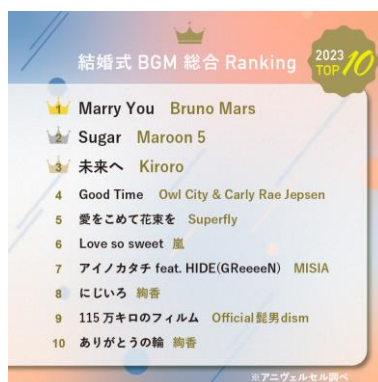 結婚式 BGM 総合 Ranking
2023
TOP 10
1 Marry You Bruno Mars
2 Sugar Maroon 5
3 未来へ Kiroro
4 Good Time Owl City & Carly Rae Jepsen
5 愛をこめて花束を Superfly
6 Love so sweet 嵐
7 アイノカタチ feat. HIDE(GReeeeN) MISIA
8 にじいろ 絢香
9 115万キロのフィルム Official髭男dism
10 ありがとうの輪 絢香
※アニヴェルセル調べ